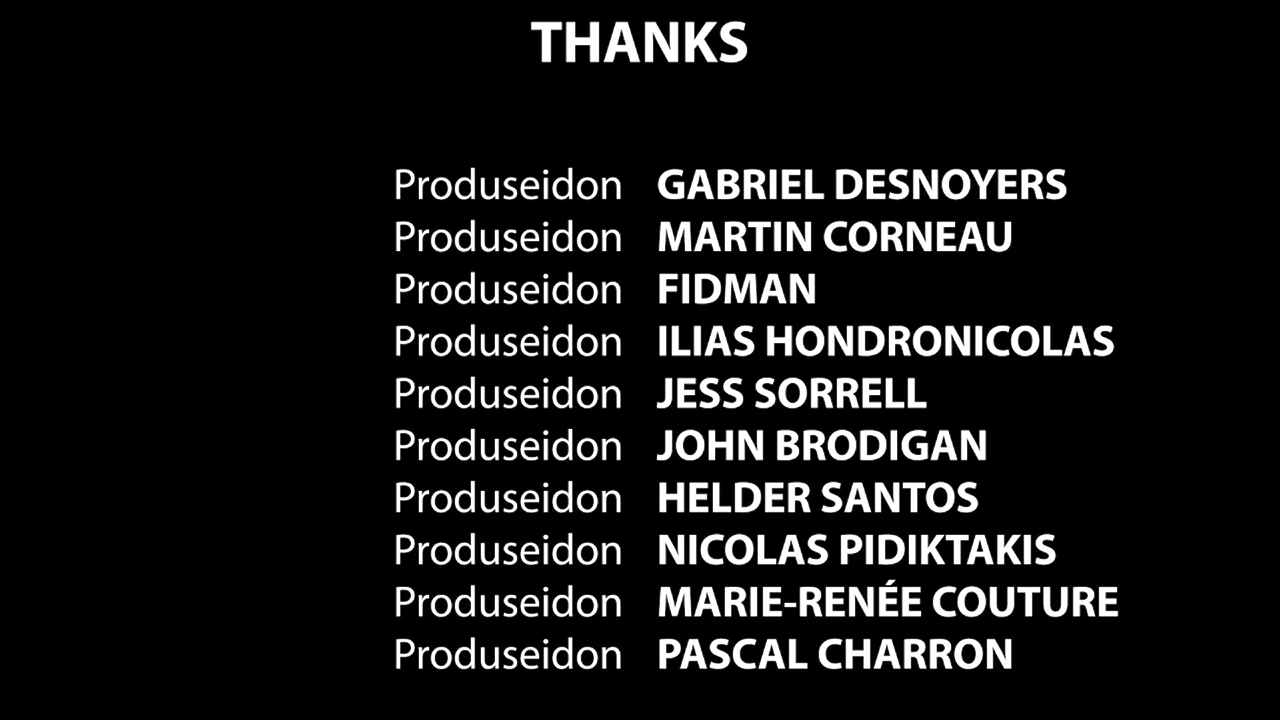 THANKS
Produseidon GABRIEL DESNOYERS
Produseidon MARTIN CORNEAU
Produseidon FIDMAN
Produseidon ILIAS HONDRONICOLAS
Produseidon JESS SORRELL
Produseidon JOHN BRODIGAN
Produseidon HELDER SANTOS
Produseidon NICOLAS PIDIKTAKIS
Produseidon MARIE-RENÉE COUTURE
Produseidon PASCAL CHARRON